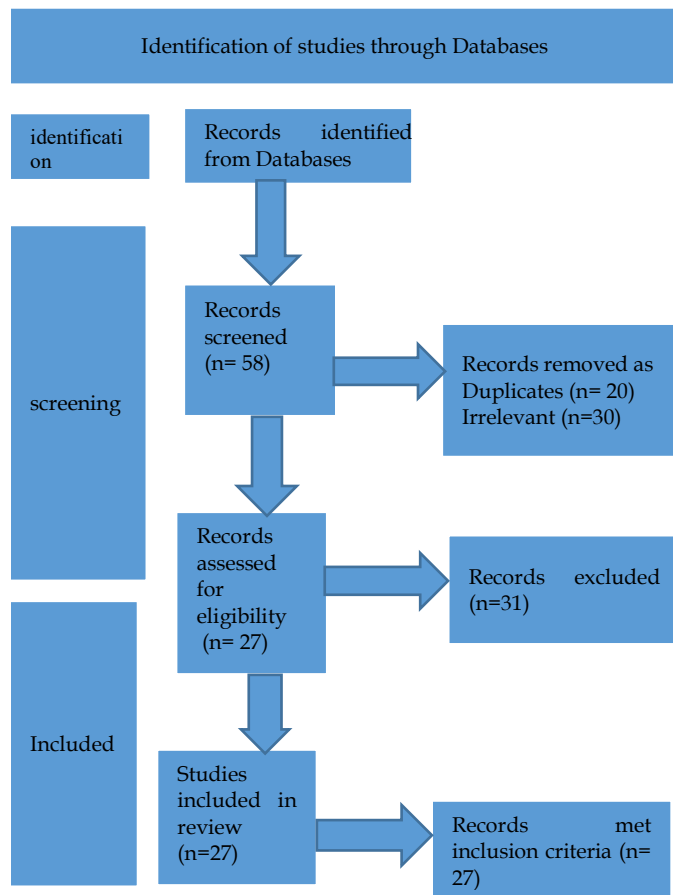 Identification of studies through Databases
identificati
on
Records identified
from Databases
Records
screened
(n= 58)
Records removed as
Duplicates (n= 20)
Irrelevant (n=30)
screening
Records
assessed
for
eligibility
(n= 27)
Records excluded
(n=31)
Included
Studies
included in
review
(n=27)
Records met
inclusion criteria (n=
27)